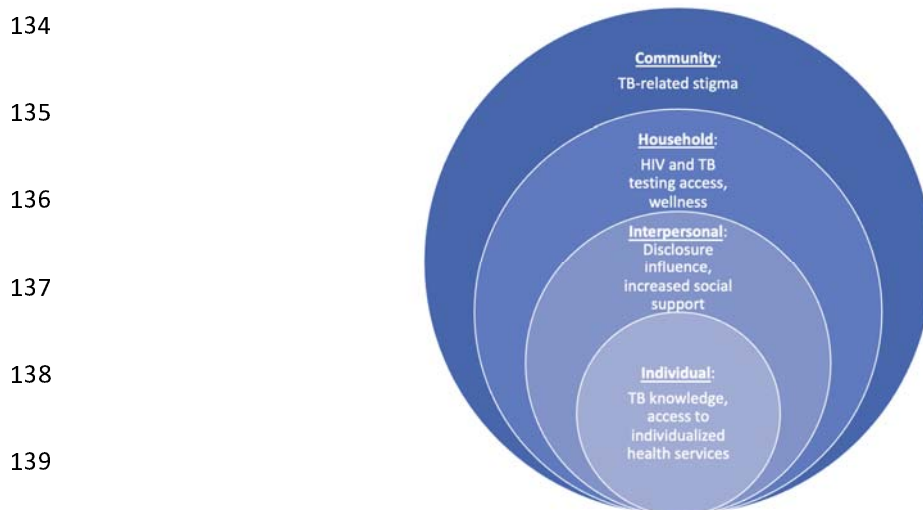 134
Community:
TB-related stigma
135
Household:
HIV and TB
testing access,
wellness
136
Interpersonal:
Disclosure
influence,
increased social
support
137
138
Individual:
TB knowledge,
access to
individualized
health services
139